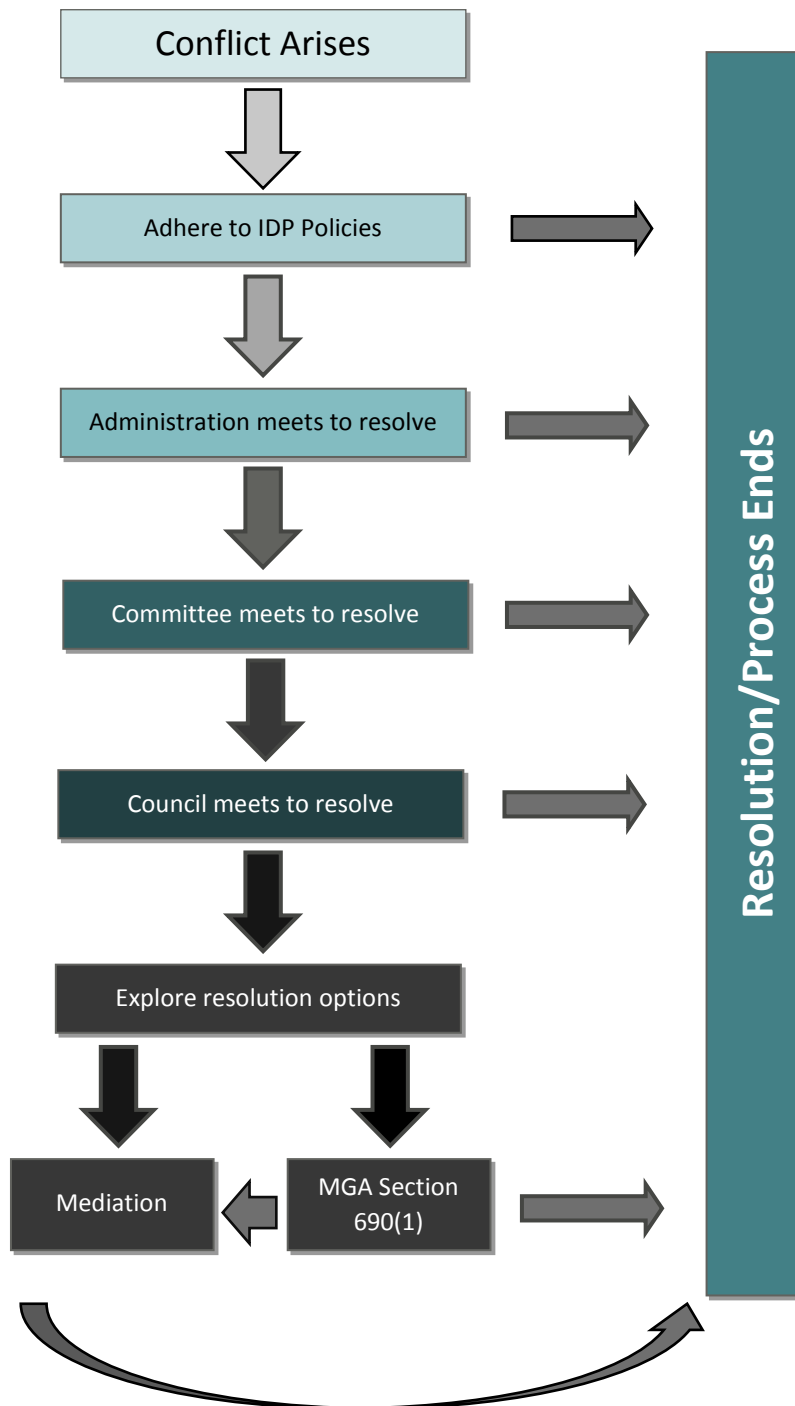 Conflict Arises
Adhere to IDP Policies
Administration meets to resolve
Committee meets to resolve
Council meets to resolve
Explore resolution options
Mediation
MGA Section
690(1)
Resolution/Process Ends